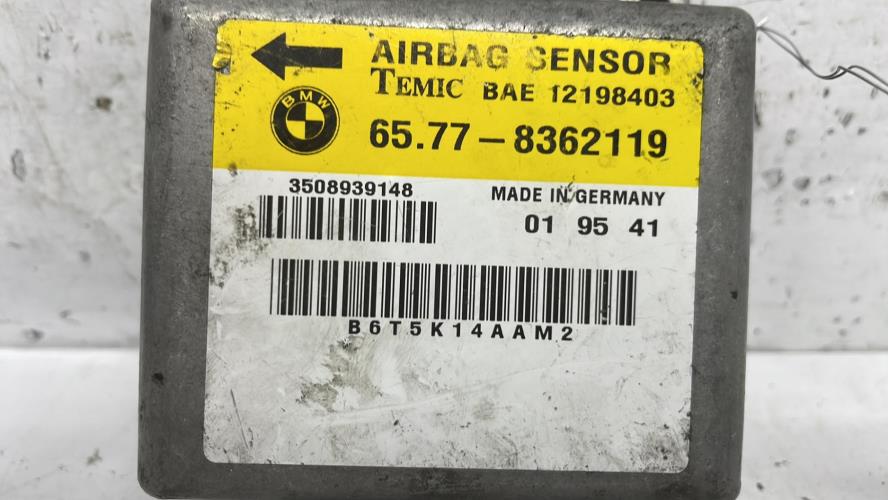 AIRBAG SENSOR
TEMIC BAE 12198403
BMW
65.77-8362119
3508939148
MADE IN GERMANY
01 95 41
B6T5K14AAM2